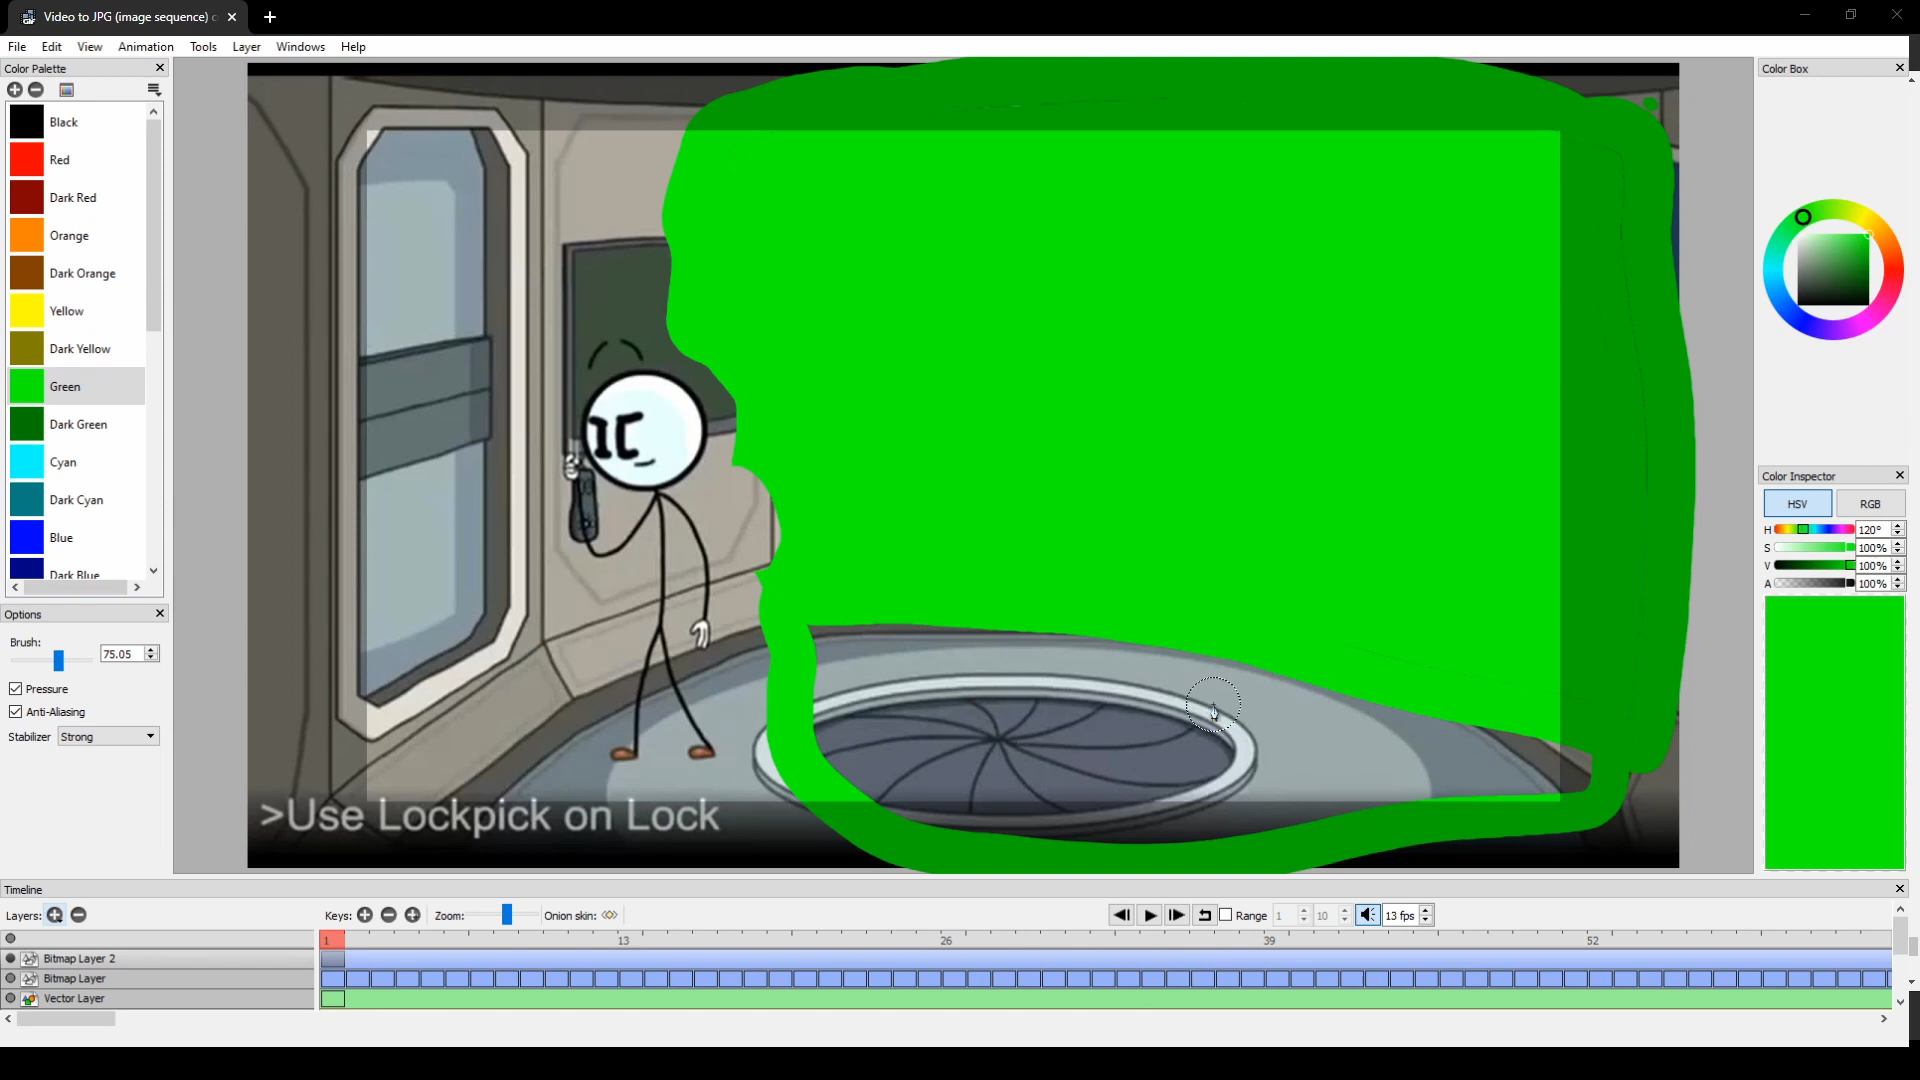 Video to JPG (image sequence) c
File Edit View Animation Tools Layer Windows Help
Color Palette
Black
Red
Dark Red
Orange
Dark Orange
Yellow
Dark Yellow
Green
Dark Green
Cyan
Dark Cyan
Blue
Dark Blue
Options
Brush:
75.05
Pressure
Anti-Aliasing
Stabilizer Strong
>Use Lockpick on Lock
Color Box
Color Inspector
HSV RGB
H 120°
S 100%
V 100%
A 100%
Timeline
Layers: Keys: Zoom: Onion skin: Range 1 10 13 fps
1 13 26 39 52
Bitmap Layer 2
Bitmap Layer
Vector Layer